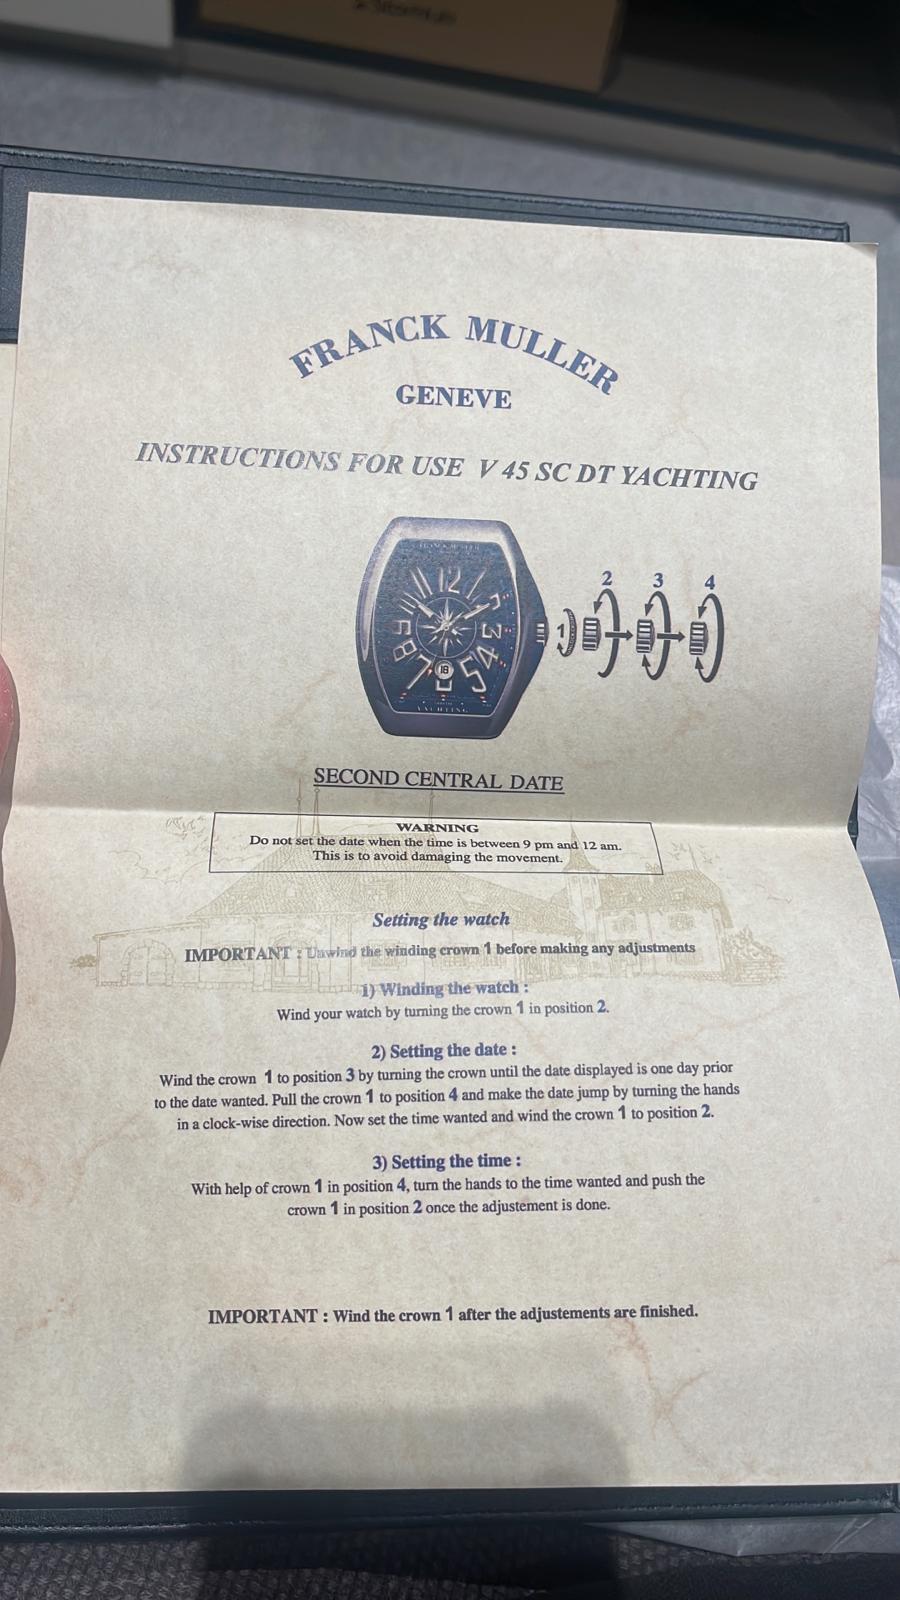 FRANCK MULLER
GENEVE
INSTRUCTIONS FOR USE V 45 SC DT YACHTING
12
3
4
5
7
8
18
YACHTING
1
2
3
4
SECOND CENTRAL DATE
WARNING
Do not set the date when the time is between 9 pm and 12 am.
This is to avoid damaging the movement.
Setting the watch
IMPORTANT : Unwind the winding crown 1 before making any adjustments
1) Winding the watch :
Wind your watch by turning the crown 1 in position 2.
2) Setting the date :
Wind the crown 1 to position 3 by turning the crown until the date displayed is one day prior
to the date wanted. Pull the crown 1 to position 4 and make the date jump by turning the hands
in a clock-wise direction. Now set the time wanted and wind the crown 1 to position 2.
3) Setting the time :
With help of crown 1 in position 4, turn the hands to the time wanted and push the
crown 1 in position 2 once the adjustement is done.
IMPORTANT : Wind the crown 1 after the adjustements are finished.